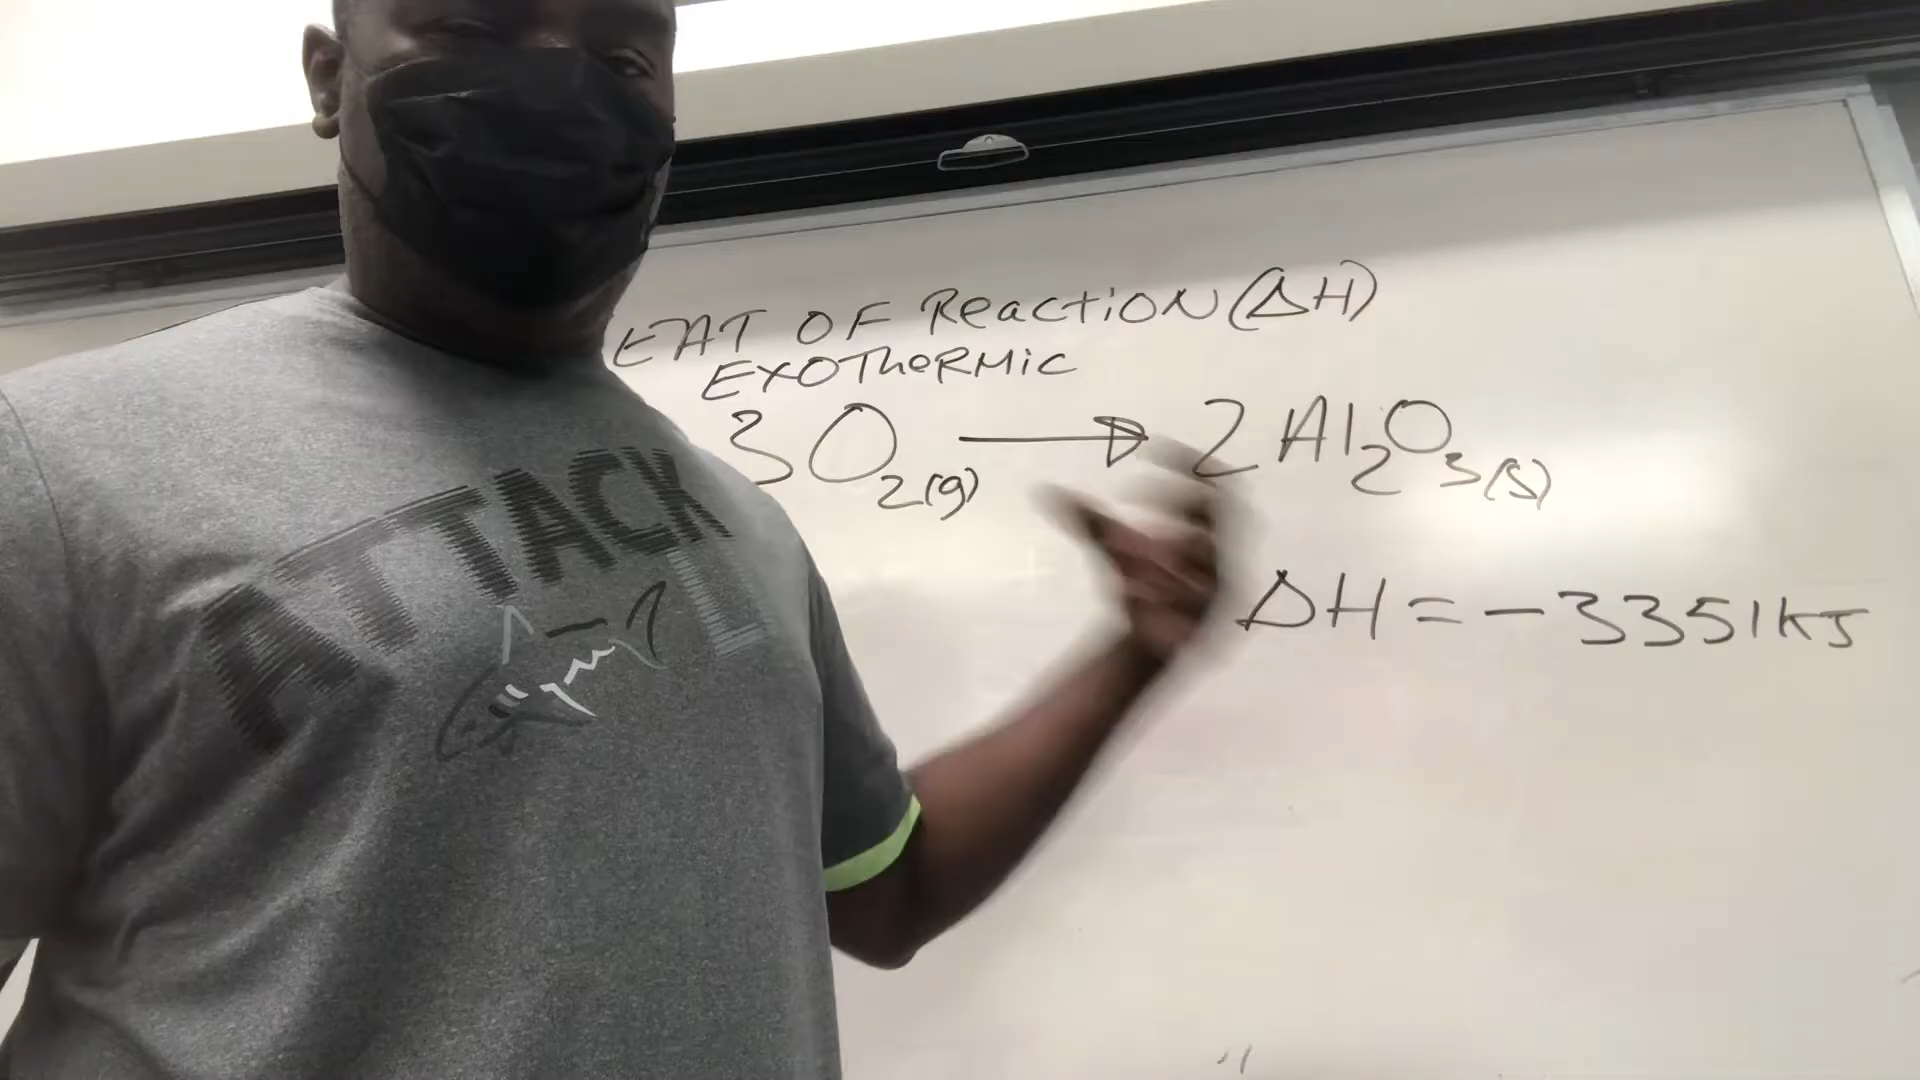 EAT OF ReactiON (ΔH)
EXOTheRMiC
3O₂(g) → 2Al₂O₃(s)
ΔH = -3351kJ
ATTACK